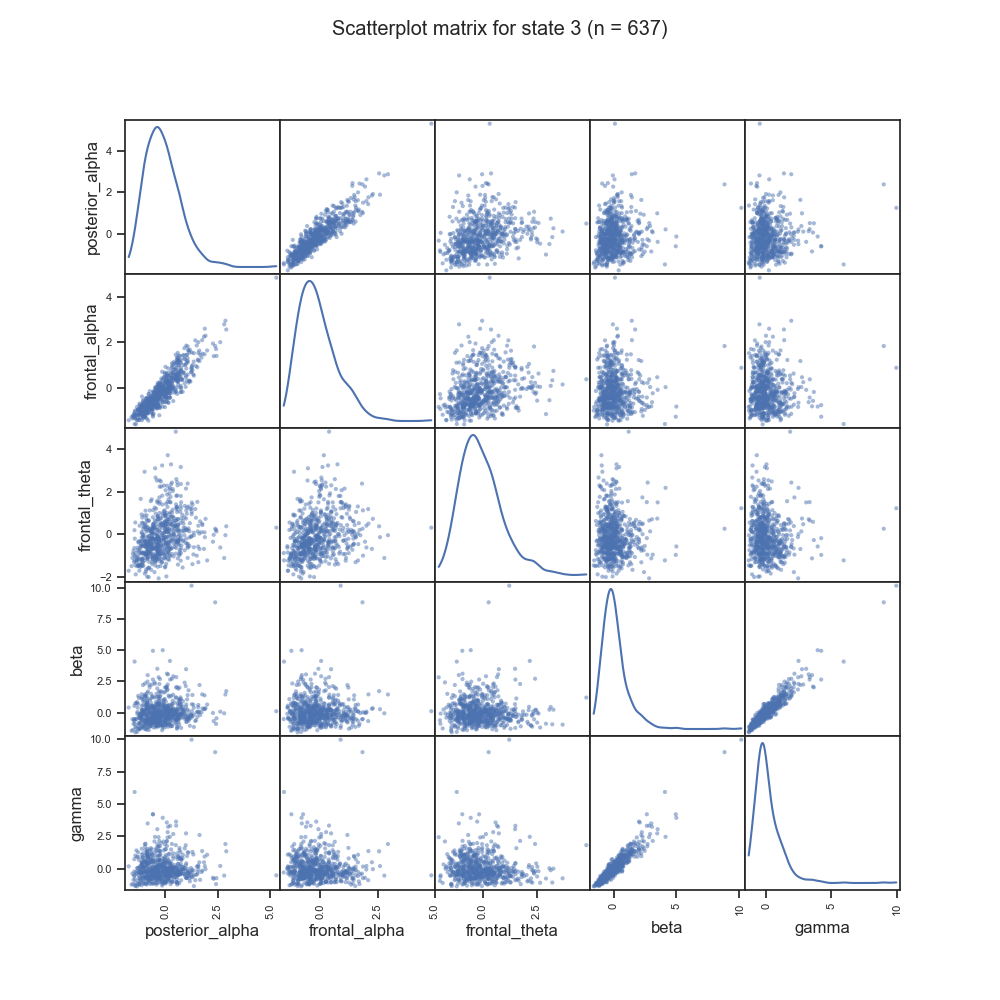 Scatterplot matrix for state 3 (n = 637)
posterior_alpha
4
2
0
frontal_alpha
4
2
0
frontal_theta
4
2
0
−2
beta
10.0
7.5
5.0
2.5
0.0
gamma
10.0
7.5
5.0
2.5
0.0
0.0 2.5 5.0 0.0 2.5 5.0 0.0 2.5 0 5 10 0 5 10
posterior_alpha frontal_alpha frontal_theta beta gamma